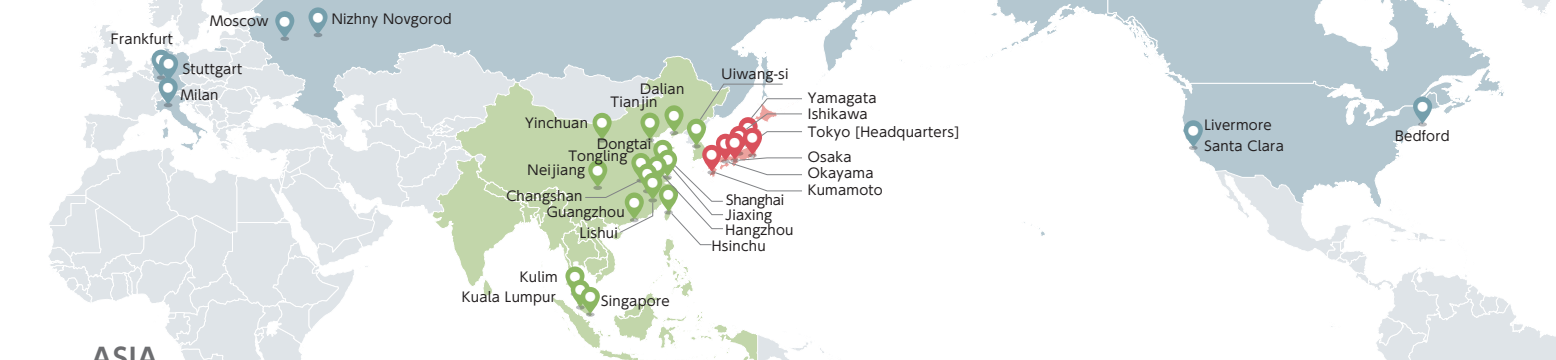 Moscow
Nizhny Novgorod
Frankfurt
Stuttgart
Milan
Uiwang-si
Dalian
Tianjin
Yinchuan
Dongtai
Tongling
Neijiang
Changshan
Guangzhou
Lishui
Yamagata
Ishikawa
Tokyo [Headquarters]
Osaka
Okayama
Kumamoto
Shanghai
Jiaxing
Hangzhou
Hsinchu
Kulim
Kuala Lumpur
Singapore
Livermore
Santa Clara
Bedford
ASIA